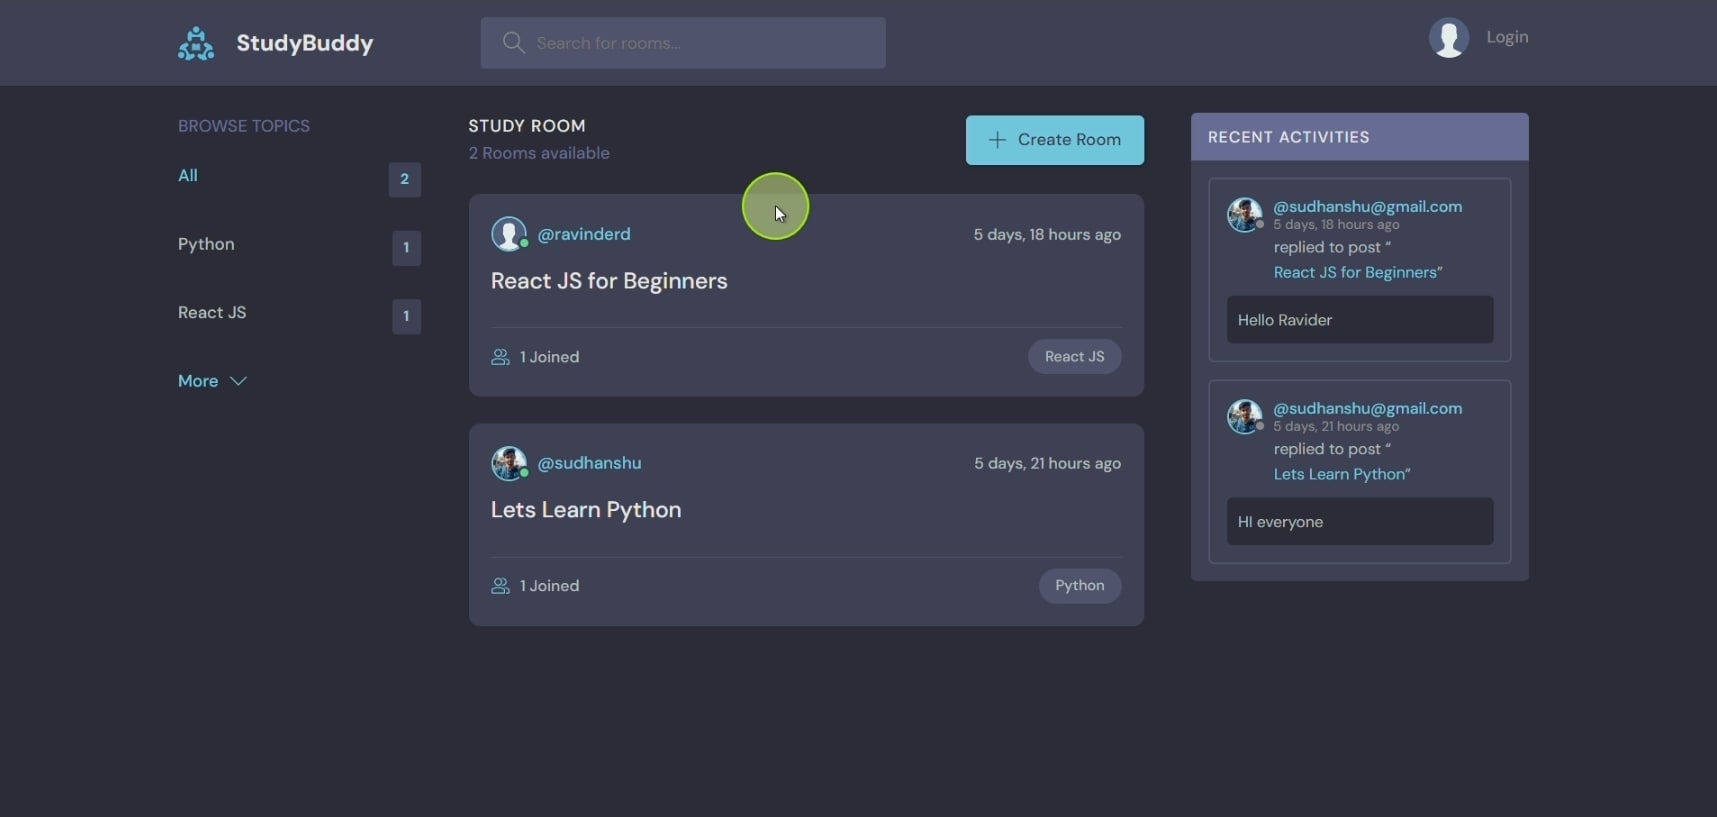 StudyBuddy
Search for rooms...
Login
BROWSE TOPICS
All
2
Python
1
React JS
1
More
STUDY ROOM
2 Rooms available
Create Room
@ravinderd
5 days, 18 hours ago
React JS for Beginners
1 Joined
React JS
@sudhanshu
5 days, 21 hours ago
Lets Learn Python
1 Joined
Python
RECENT ACTIVITIES
@sudhanshu@gmail.com
5 days, 18 hours ago
replied to post “
React JS for Beginners”
Hello Ravider
@sudhanshu@gmail.com
5 days, 21 hours ago
replied to post “
Lets Learn Python”
HI everyone